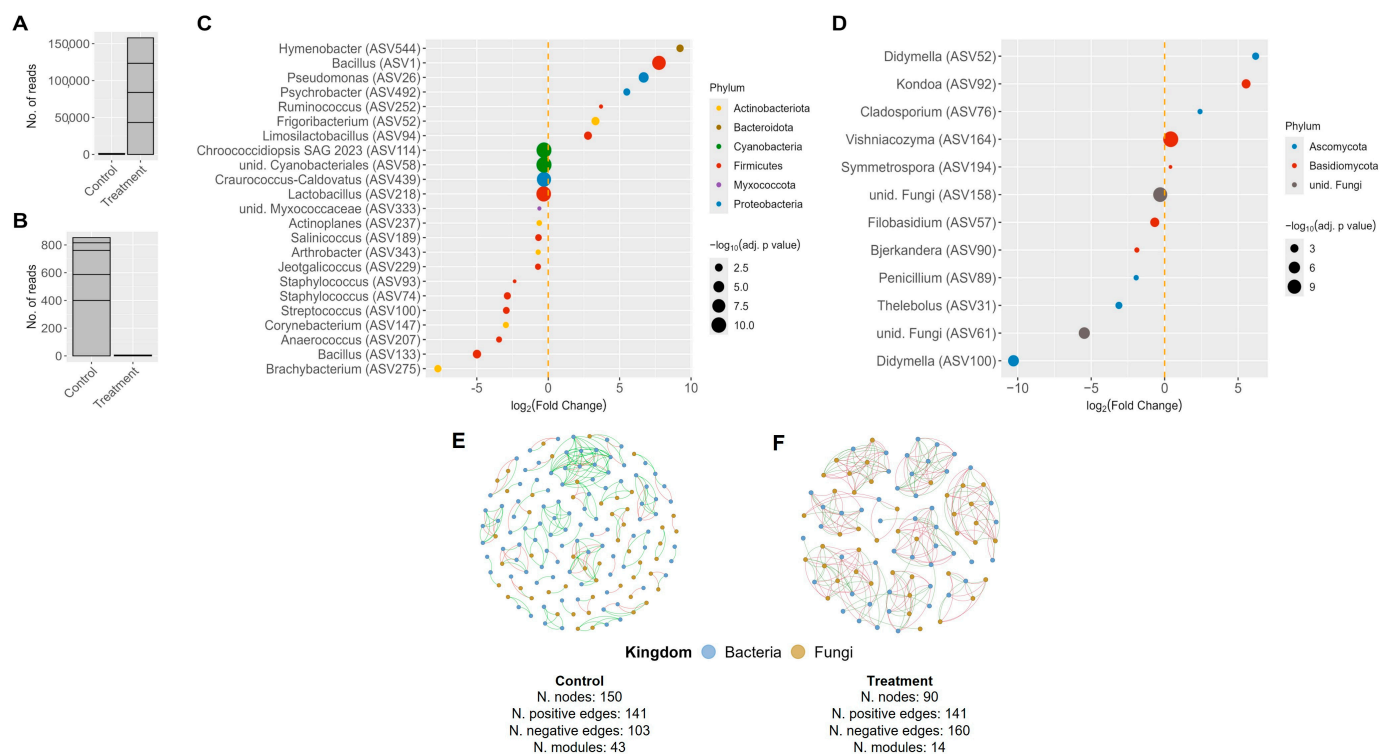 A
No. of reads
150,000
100,000
50,000
0
Control
Treatment
B
No. of reads
800
600
400
200
0
Control
Treatment
C
Hymenobacter (ASV544)
Bacillus (ASV1)
Pseudomonas (ASV26)
Psychrobacter (ASV492)
Ruminococcus (ASV252)
Frigoribacterium (ASV52)
Limosilactobacillus (ASV94)
Chroococcidiopsis SAG 2023 (ASV114)
unid. Cyanobacteriales (ASV58)
Craurococcus-Caldovatus (ASV439)
Lactobacillus (ASV218)
unid. Myxococcaceae (ASV333)
Actinoplanes (ASV237)
Salinicoccus (ASV189)
Arthrobacter (ASV343)
Jeotgalicoccus (ASV229)
Staphylococcus (ASV93)
Staphylococcus (ASV74)
Streptococcus (ASV100)
Corynebacterium (ASV147)
Anaerococcus (ASV207)
Bacillus (ASV133)
Brachybacterium (ASV275)
-5 0 5 10
log2(Fold Change)
Phylum
Actinobacteriota
Bacteroidota
Cyanobacteria
Firmicutes
Myxococcota
Proteobacteria
−log10(adj. p value)
2.5
5.0
7.5
10.0
D
Didymella (ASV52)
Kondoa (ASV92)
Cladosporium (ASV76)
Vishniacozyma (ASV164)
Symmetrospora (ASV194)
unid. Fungi (ASV158)
Filobasidium (ASV57)
Bjerkandera (ASV90)
Penicillium (ASV89)
Thelebolus (ASV31)
unid. Fungi (ASV61)
Didymella (ASV100)
−10 −5 0 5
log2(Fold Change)
Phylum
Ascomycota
Basidiomycota
unid. Fungi
−log10(adj. p value)
3
6
9
E
F
Kingdom Bacteria Fungi
Control
N. nodes: 150
N. positive edges: 141
N. negative edges: 103
N. modules: 43
Treatment
N. nodes: 90
N. positive edges: 141
N. negative edges: 160
N. modules: 14